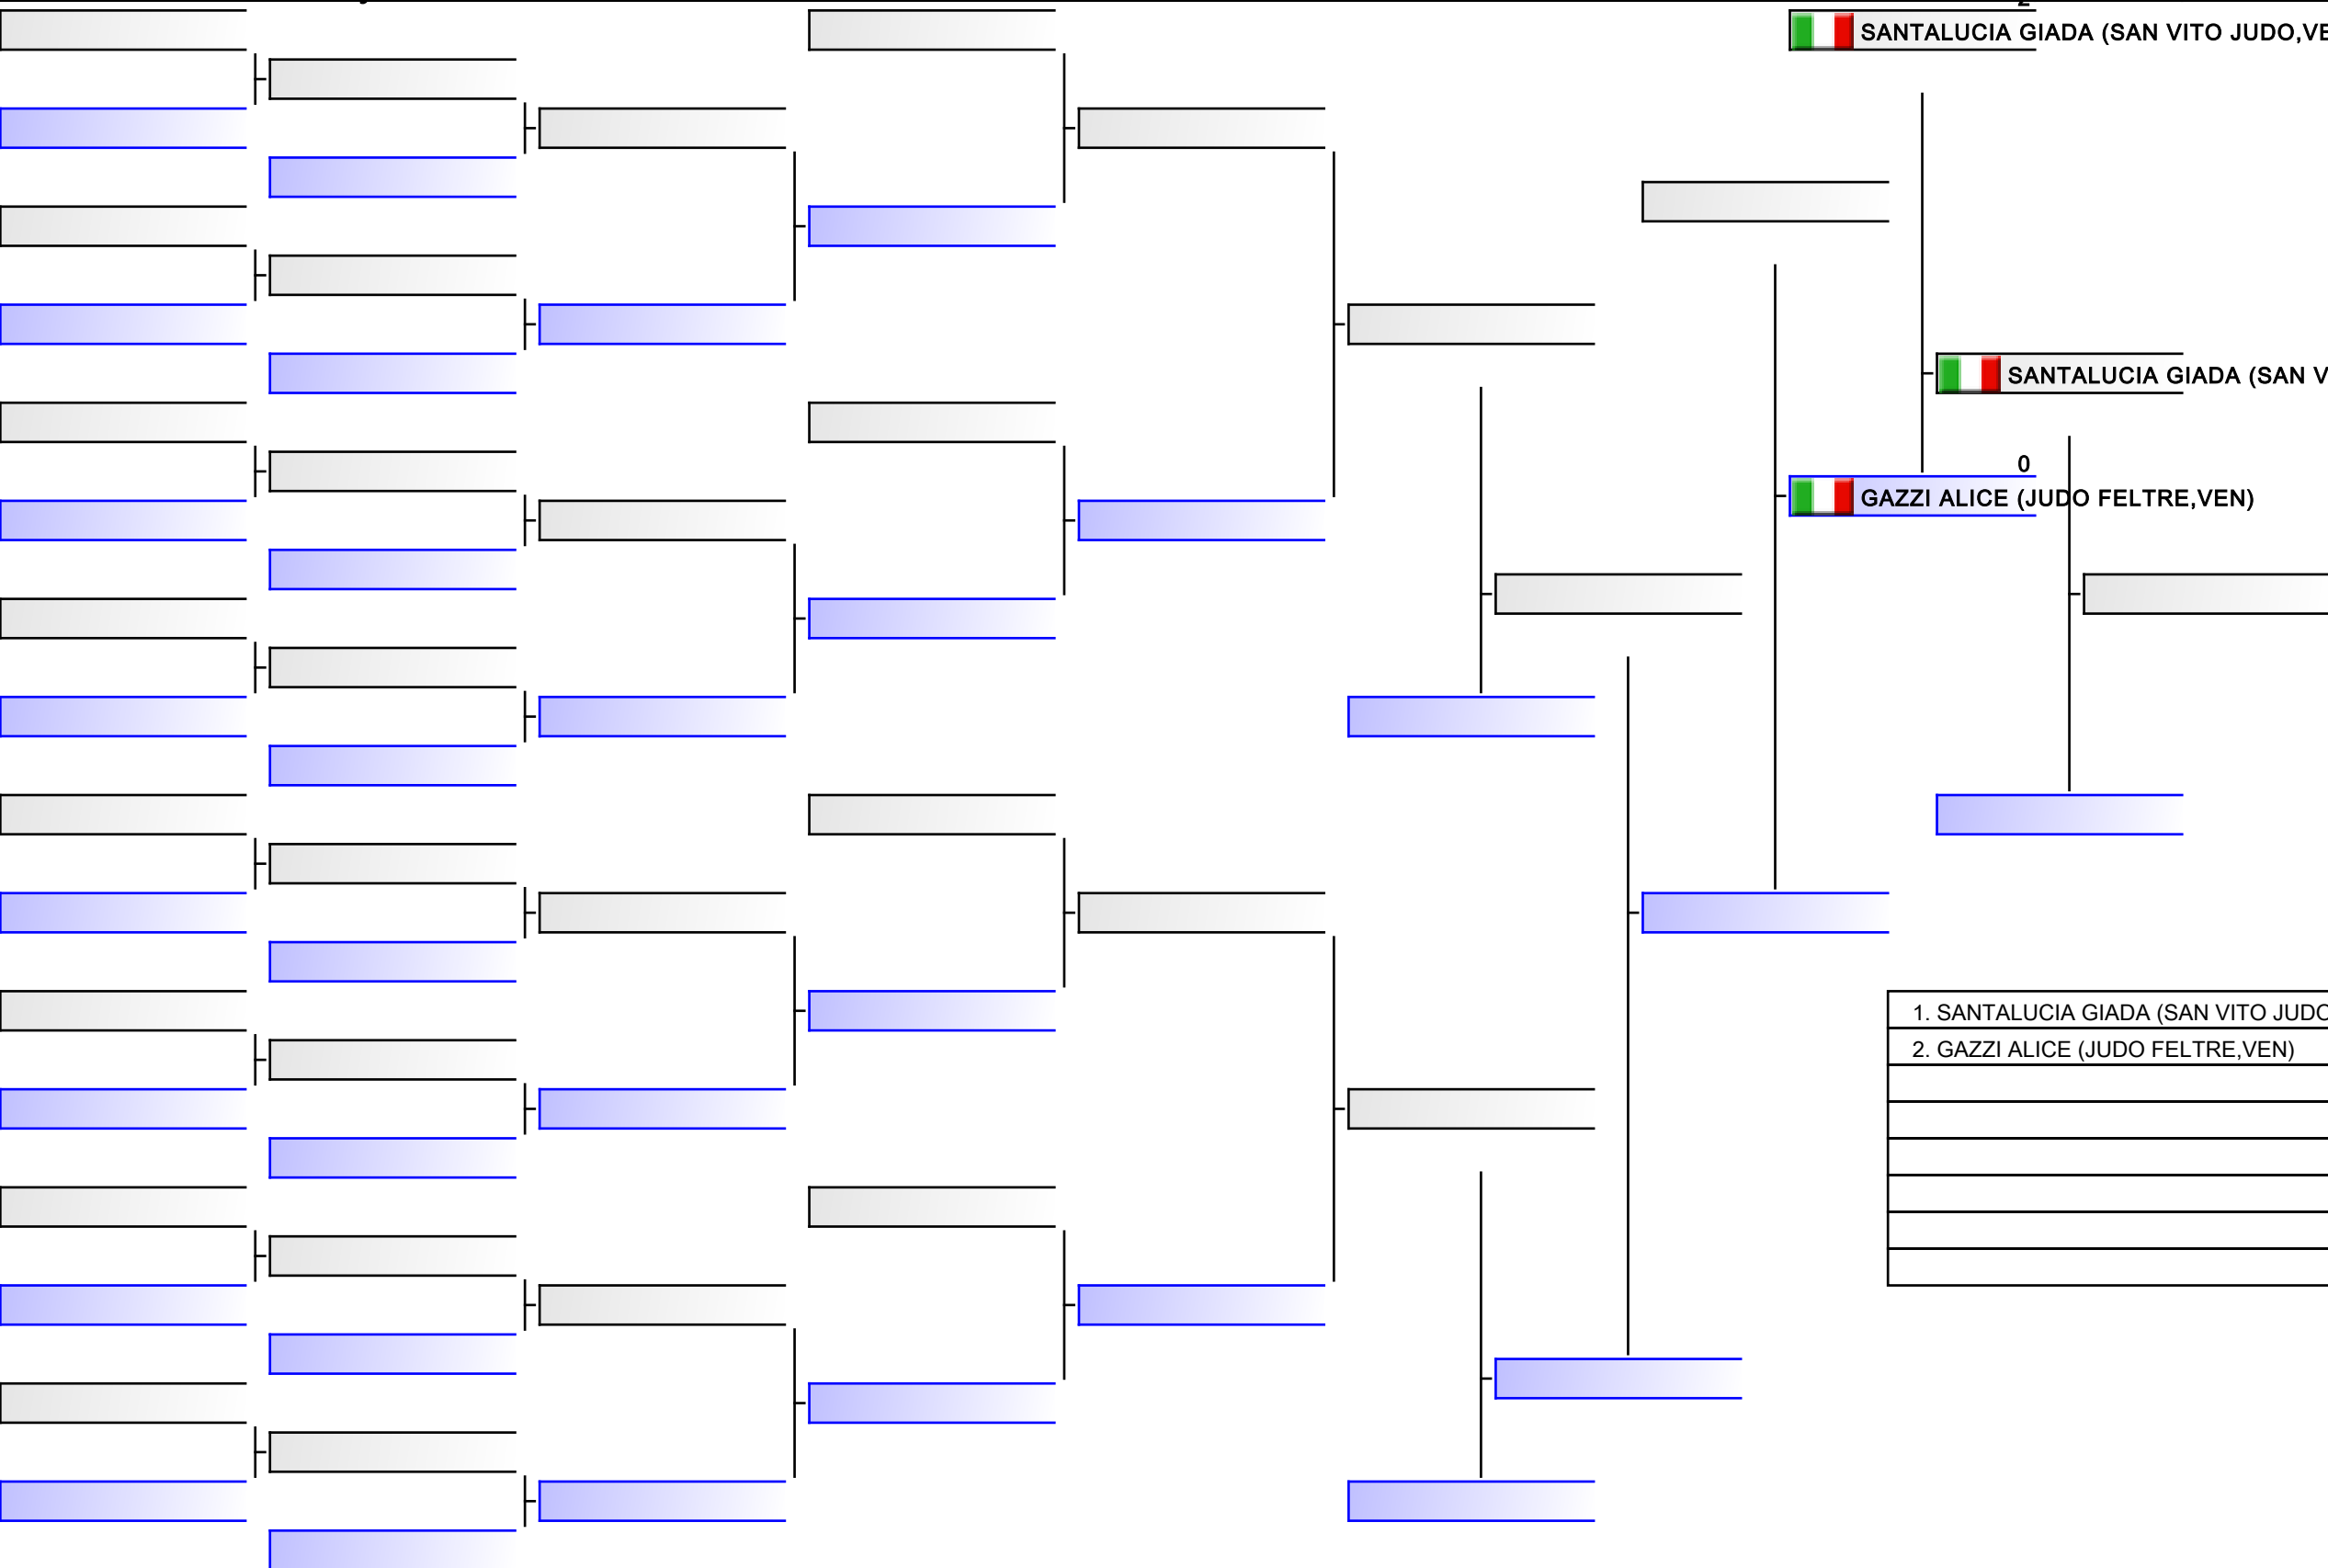 SANTALUCIA GIADA (SAN VITO JUDO,VE
SANTALUCIA GIADA (SAN V
0
GAZZI ALICE (JUDO FELTRE,VEN)
1. SANTALUCIA GIADA (SAN VITO JUDO
2. GAZZI ALICE (JUDO FELTRE,VEN)